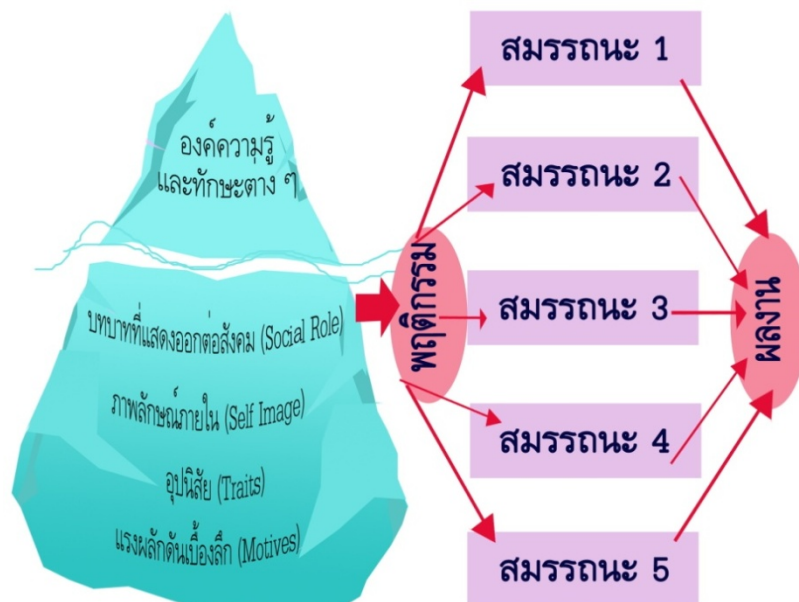 องค์ความรู้
และทักษะต่าง ๆ
บทบาทที่แสดงออกต่อสังคม (Social Role)
ภาพลักษณ์ภายใน (Self Image)
อุปนิสัย (Traits)
แรงผลักดันเบื้องลึก (Motives)
พฤติกรรม
สมรรถนะ 1
สมรรถนะ 2
สมรรถนะ 3
สมรรถนะ 4
สมรรถนะ 5
ผลงาน